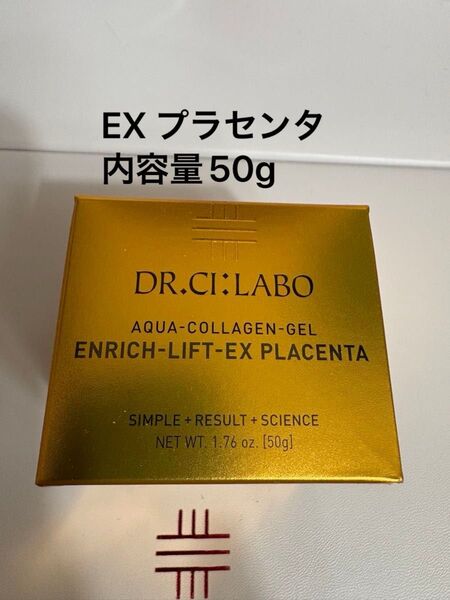 EX プラセンタ
内容量50g
DR.CI:LABO
AQUA-COLLAGEN-GEL
ENRICH-LIFT-EX PLACENTA
SIMPLE+RESULT+SCIENCE
NET WT. 1.76 oz. [50g]